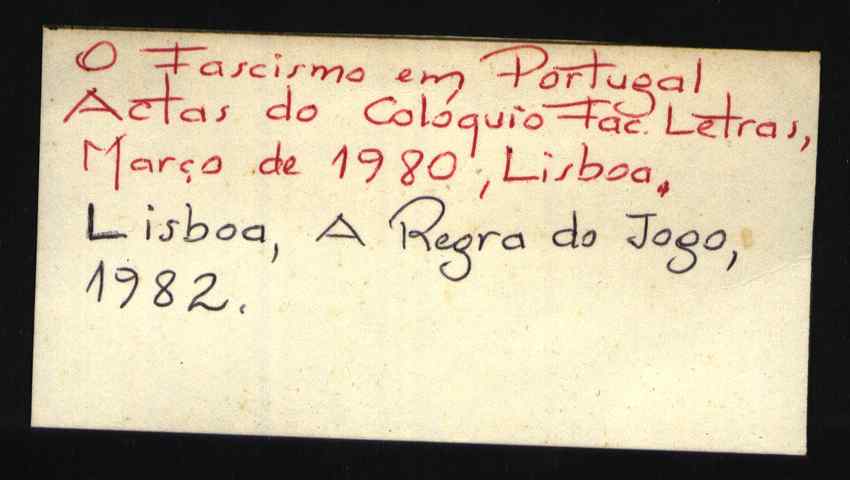 O Fascismo em Portugal
Actas do Colóquio Fac. Letras,
Março de 1980, Lisboa.
Lisboa, A Regra do Jogo,
1982.